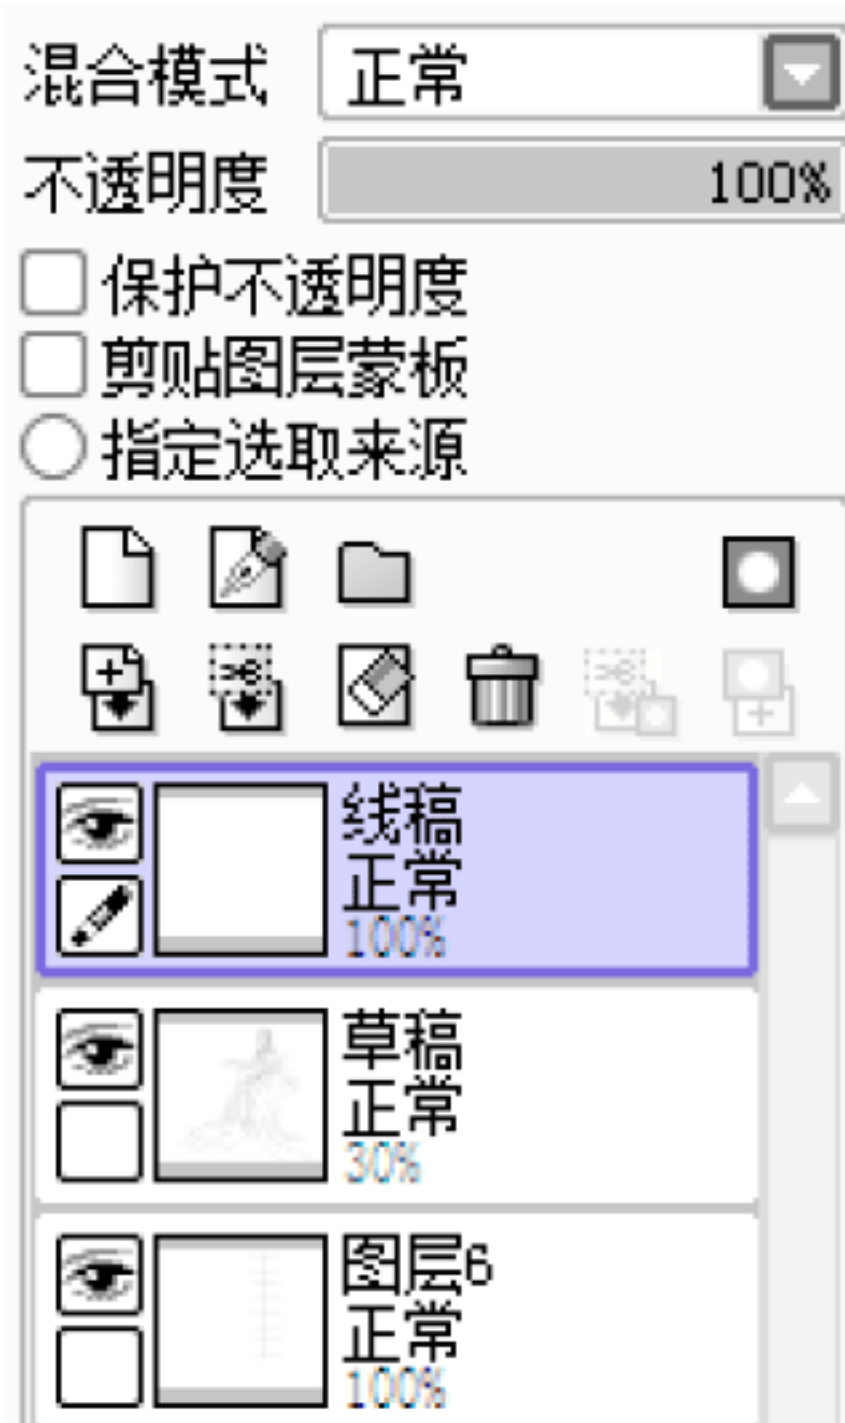 混合模式 正常
不透明度 100%
保护不透明度
剪贴图层蒙板
指定选取来源
线稿
正常
100%
草稿
正常
30%
图层6
正常
100%